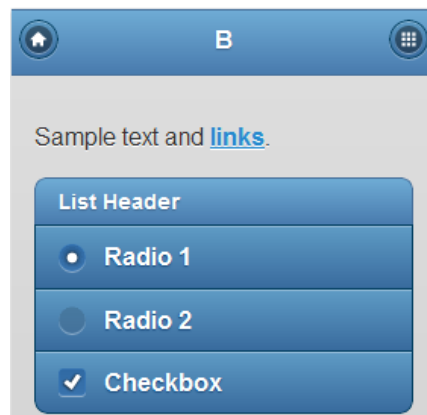 B
Sample text and links.
List Header
Radio 1
Radio 2
Checkbox